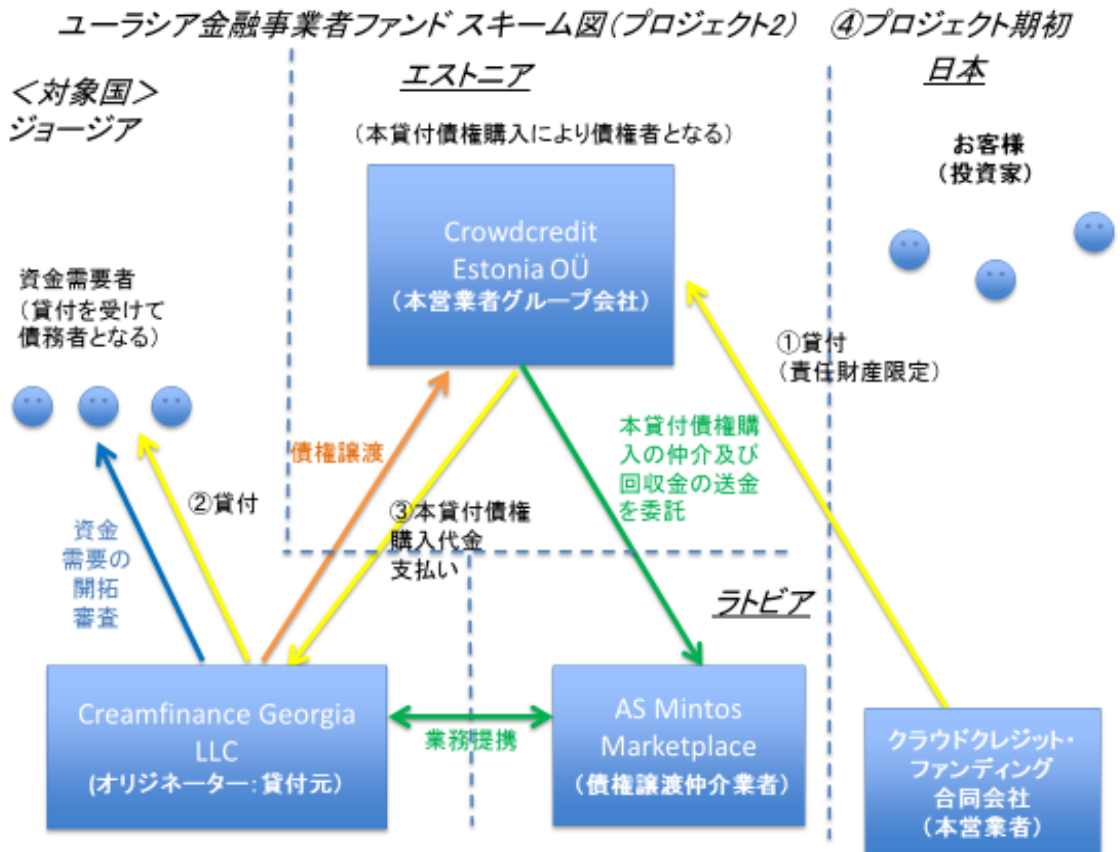 ユーラシア金融事業者ファンド スキーム図(プロジェクト2) ④プロジェクト期初
＜対象国＞
ジョージア
エストニア
日本
(本貸付債権購入により債権者となる)
お客様
(投資家)
Crowdcredit
Estonia OÜ
(本営業者グループ会社)
資金需要者
(貸付を受けて
債務者となる)
①貸付
(責任財産限定)
債権譲渡
本貸付債権購
入の仲介及び
回収金の送金
を委託
②貸付
③本貸付債権
購入代金
支払い
資金
需要の
開拓
審査
ラトビア
Creamfinance Georgia
LLC
(オリジネーター：貸付元)
業務提携
AS Mintos
Marketplace
(債権譲渡仲介業者)
クラウドクレジット・
ファンディング
合同会社
(本営業者)